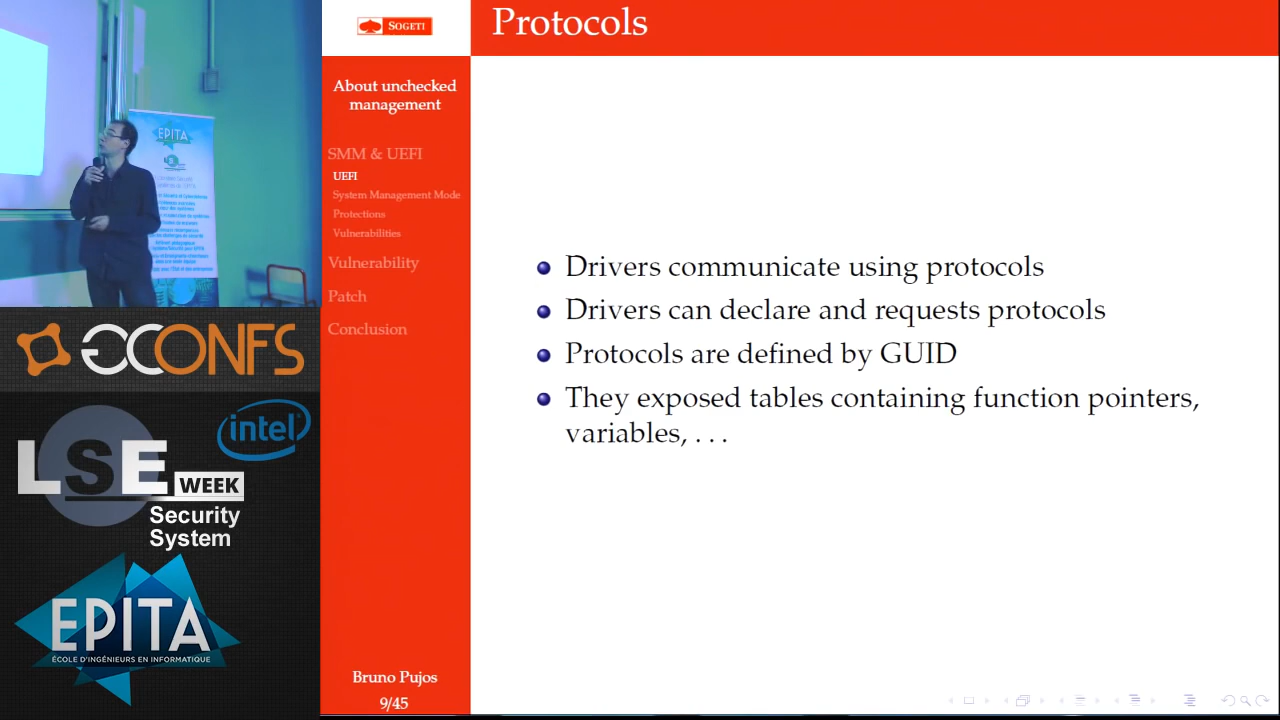 Protocols
SOGETI
About unchecked
management
SMM & UEFI
UEFI
System Management Mode
Protections
Vulnerabilities
Vulnerability
Patch
Conclusion
Drivers communicate using protocols
Drivers can declare and requests protocols
Protocols are defined by GUID
They exposed tables containing function pointers,
variables, . . .
Bruno Pujos
9/45
EPITA
CONFS
intel
LSE
WEEK
Security
System
EPITA
ÉCOLE D'INGÉNIEURS EN INFORMATIQUE